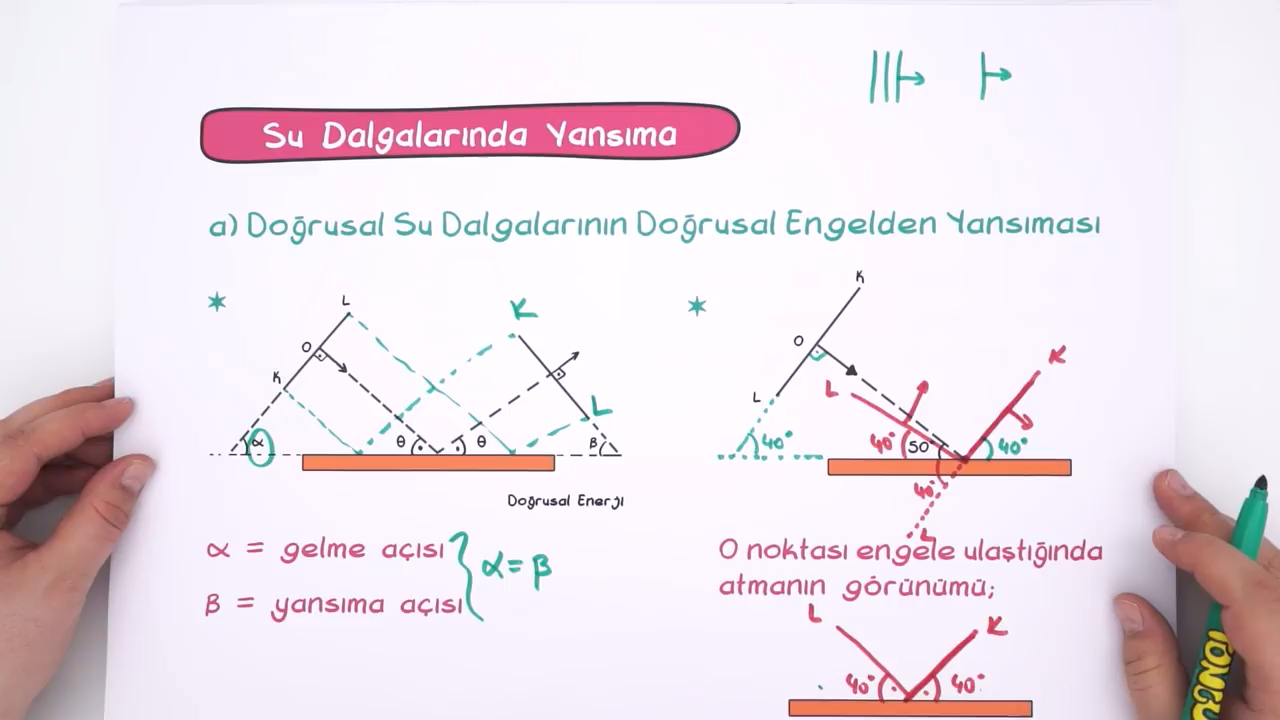 Su Dalgalarında Yansıma
a) Doğrusal Su Dalgalarının Doğrusal Engelden Yansıması
L
O
K
α
θ
θ
β
K
L
Doğrusal Enerji
α = gelme açısı
β = yansıma açısı
α = β
K
O
L
40°
L
40°
50
40°
K
40°
L
O noktası engele ulaştığında
atmanın görünümü;
L
K
40°
40°